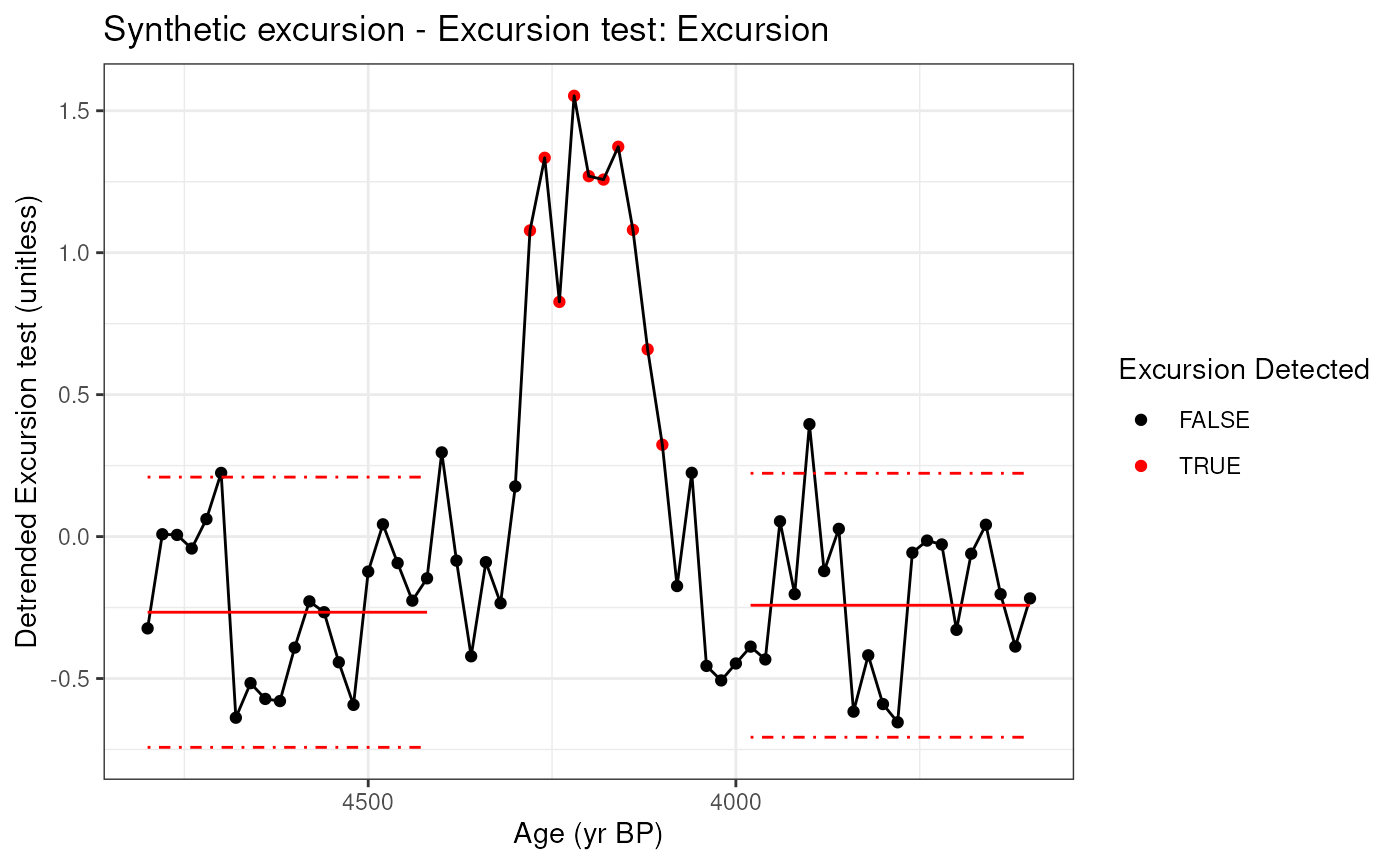 Synthetic excursion - Excursion test: Excursion
Detrended Excursion test (unitless)
1.5
1.0
0.5
0.0
-0.5
4500
4000
Age (yr BP)
Excursion Detected
FALSE
TRUE